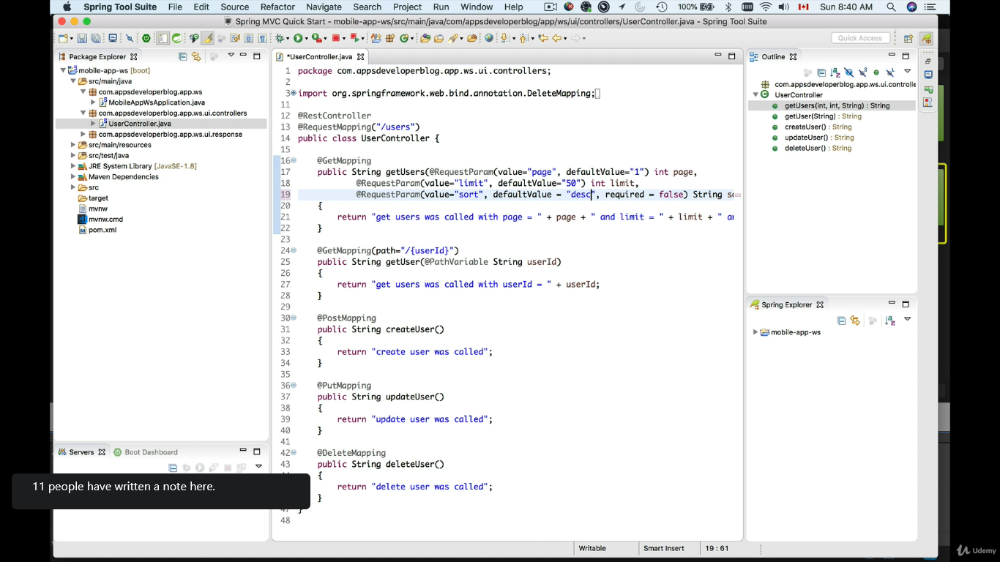 Spring Tool Suite File Edit Source Refactor Navigate Search Project Run Window Help 100% Sun 8:40 AM
Spring MVC Quick Start - mobile-app-ws/src/main/java/com/appsdeveloperblog/app/ws/ui/controllers/UserController.java - Spring Tool Suite
Quick Access
Package Explorer
mobile-app-ws [boot]
src/main/java
com.appsdeveloperblog.app.ws
MobileAppWsApplication.java
com.appsdeveloperblog.app.ws.ui.controllers
UserController.java
com.appsdeveloperblog.app.ws.ui.response
src/main/resources
src/test/java
JRE System Library [JavaSE-1.8]
Maven Dependencies
src
target
mvnw
mvnw.cmd
pom.xml
Servers Boot Dashboard
11 people have written a note here.
*UserController.java
1 package com.appsdeveloperblog.app.ws.ui.controllers;
2
3 import org.springframework.web.bind.annotation.DeleteMapping;
11
12 @RestController
13 @RequestMapping("/users")
14 public class UserController {
15
16 @GetMapping
17 public String getUsers(@RequestParam(value="page", defaultValue="1") int page,
18 @RequestParam(value="limit", defaultValue="50") int limit,
19 @RequestParam(value="sort", defaultValue = "desc", required = false) String so
20 {
21 return "get users was called with page = " + page + " and limit = " + limit + " an
22 }
23
24 @GetMapping(path="/{userId}")
25 public String getUser(@PathVariable String userId)
26 {
27 return "get users was called with userId = " + userId;
28 }
29
30 @PostMapping
31 public String createUser()
32 {
33 return "create user was called";
34 }
35
36 @PutMapping
37 public String updateUser()
38 {
39 return "update user was called";
40 }
41
42 @DeleteMapping
43 public String deleteUser()
{
return "delete user was called";
}
47 }
48
Writable Smart Insert 19 : 61
Outline
com.appsdeveloperblog.app.ws.ui.controlle
UserController
getUsers(int, int, String) : String
getUser(String) : String
createUser() : String
updateUser() : String
deleteUser() : String
Spring Explorer
mobile-app-ws
Udemy